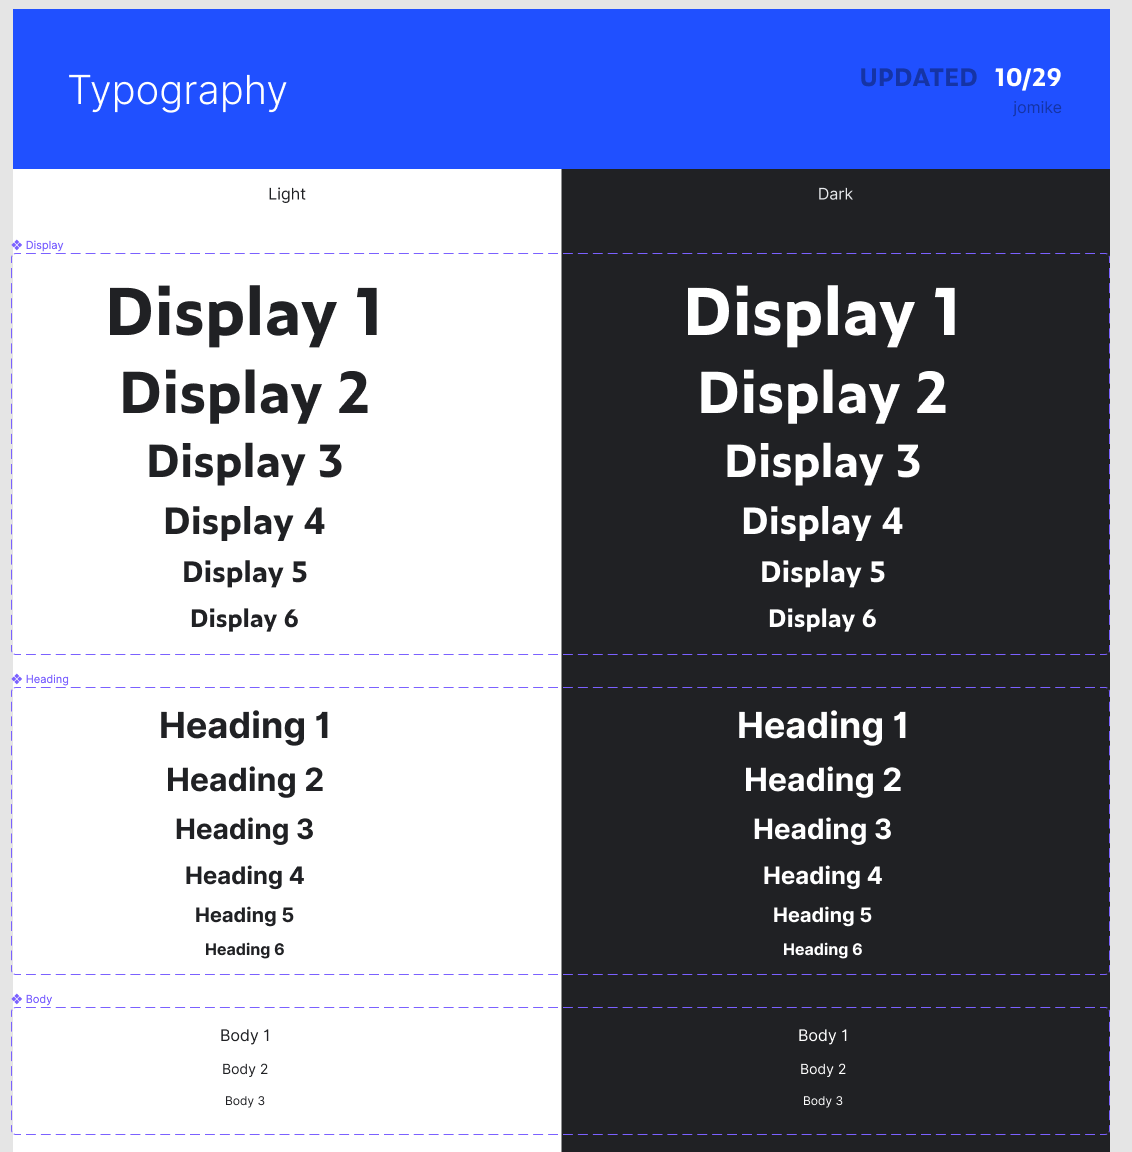 Typography
UPDATED 10/29
jomike
Light
Dark
Display
Display 1
Display 2
Display 3
Display 4
Display 5
Display 6
Display 1
Display 2
Display 3
Display 4
Display 5
Display 6
Heading
Heading 1
Heading 2
Heading 3
Heading 4
Heading 5
Heading 6
Heading 1
Heading 2
Heading 3
Heading 4
Heading 5
Heading 6
Body
Body 1
Body 2
Body 3
Body 1
Body 2
Body 3